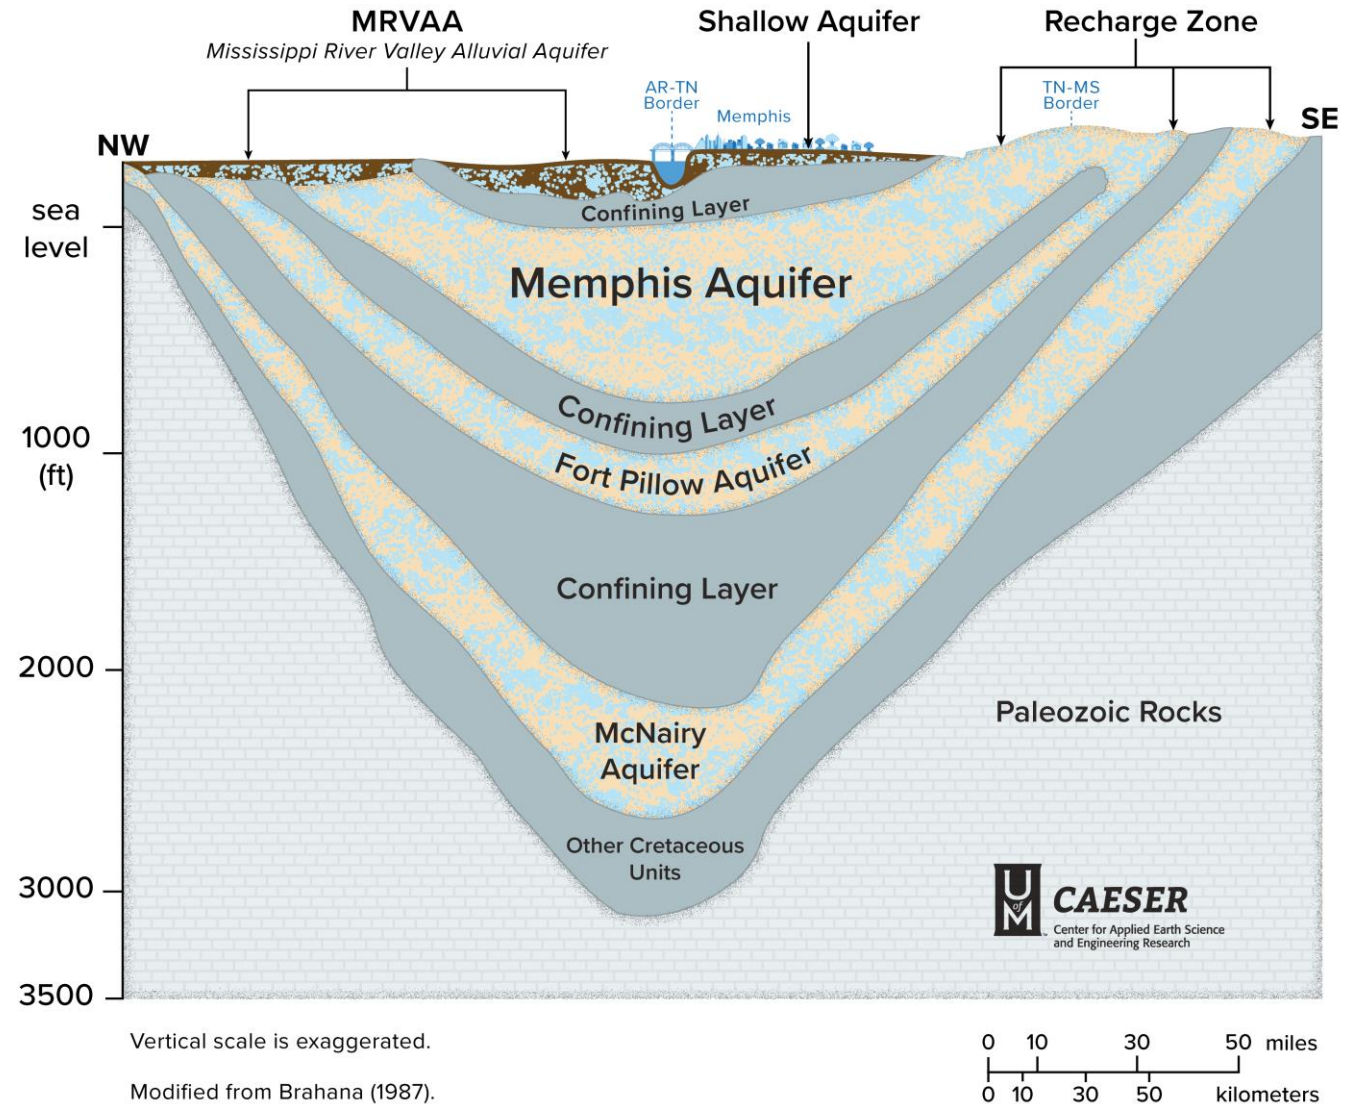 MRVAA
Mississippi River Valley Alluvial Aquifer
Shallow Aquifer
Recharge Zone
AR-TN
Border
Memphis
TN-MS
Border
NW
SE
sea
level
1000
(ft)
2000
3000
3500
Confining Layer
Memphis Aquifer
Confining Layer
Fort Pillow Aquifer
Confining Layer
McNairy
Aquifer
Other Cretaceous
Units
Paleozoic Rocks
U
of
M
CAESER
Center for Applied Earth Science
and Engineering Research
Vertical scale is exaggerated.
Modified from Brahana (1987).
0 10 30 50 miles
0 10 30 50 kilometers